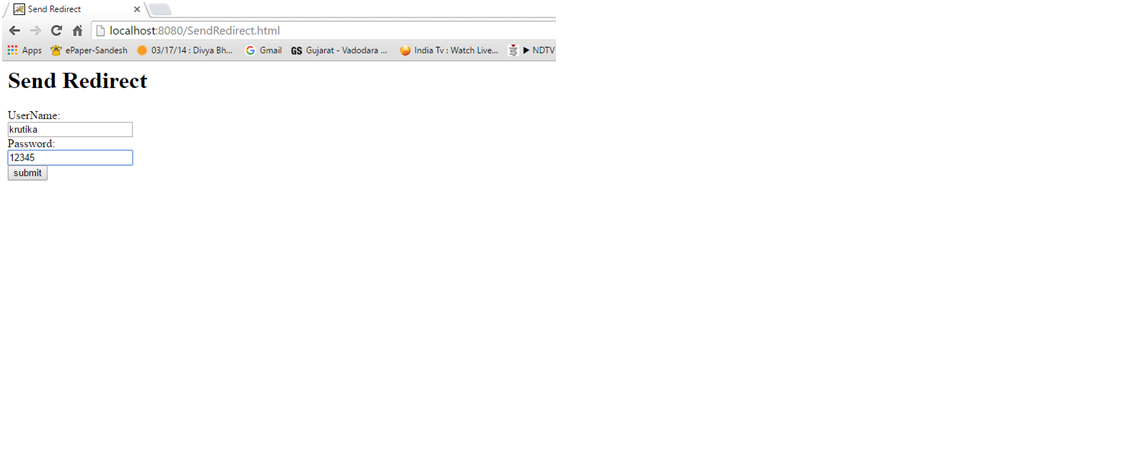 Send Redirect
localhost:8080/SendRedirect.html
Apps ePaper-Sandesh 03/17/14 : Divya Bh... Gmail GS Gujarat - Vadodara ... India Tv : Watch Live... NDTV
Send Redirect
UserName:
krutika
Password:
12345
submit